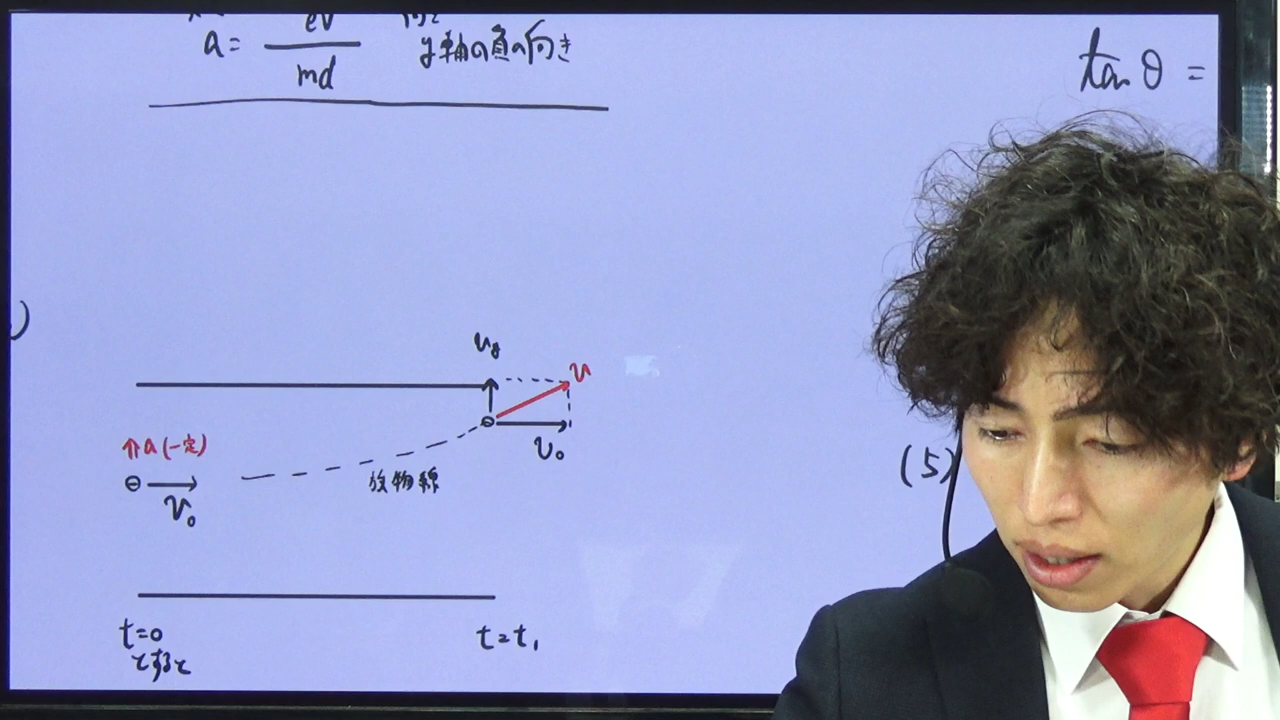 a = eV/md
y軸の負の向き
tanθ =
)
v_y
v
↑a (一定)
⊖ → v₀
放物線
v₀
(5)
t=0
とすると
t=t₁